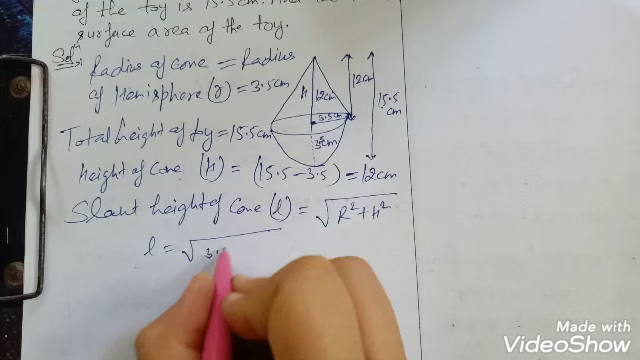 of the toy is 15.5cm. Find the
surface area of the toy.
Sol:
Radius of Cone = Radius
of Hemisphere (r) = 3.5cm
H 12cm 12cm 15.5 cm
3.5cm
Total height of toy = 15.5cm
Height of Cone (H) = (15.5-3.5) = 12cm
Slant height of Cone (l) = √R²+H²
l = √3.
Made with
VideoShow